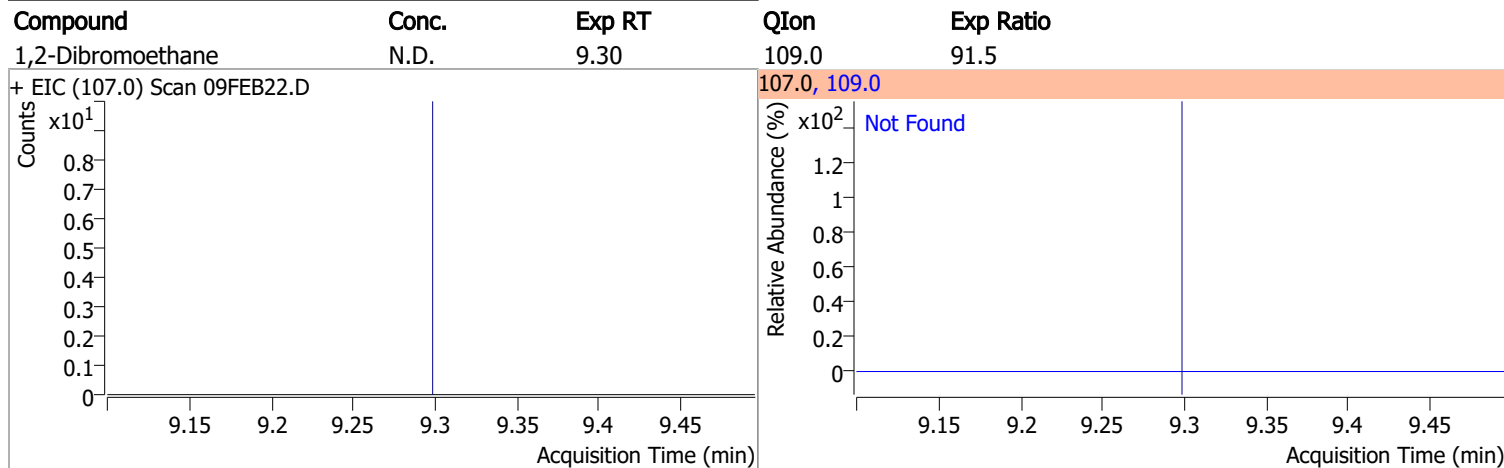 Compound Conc. Exp RT QIon Exp Ratio
1,2-Dibromoethane N.D. 9.30 109.0 91.5
+ EIC (107.0) Scan 09FEB22.D
Counts
x10¹
0.8
0.7
0.6
0.5
0.4
0.3
0.2
0.1
0
9.15 9.2 9.25 9.3 9.35 9.4 9.45
Acquisition Time (min)
107.0, 109.0
Relative Abundance (%)
x10²
Not Found
1.2
1
0.8
0.6
0.4
0.2
0
9.15 9.2 9.25 9.3 9.35 9.4 9.45
Acquisition Time (min)